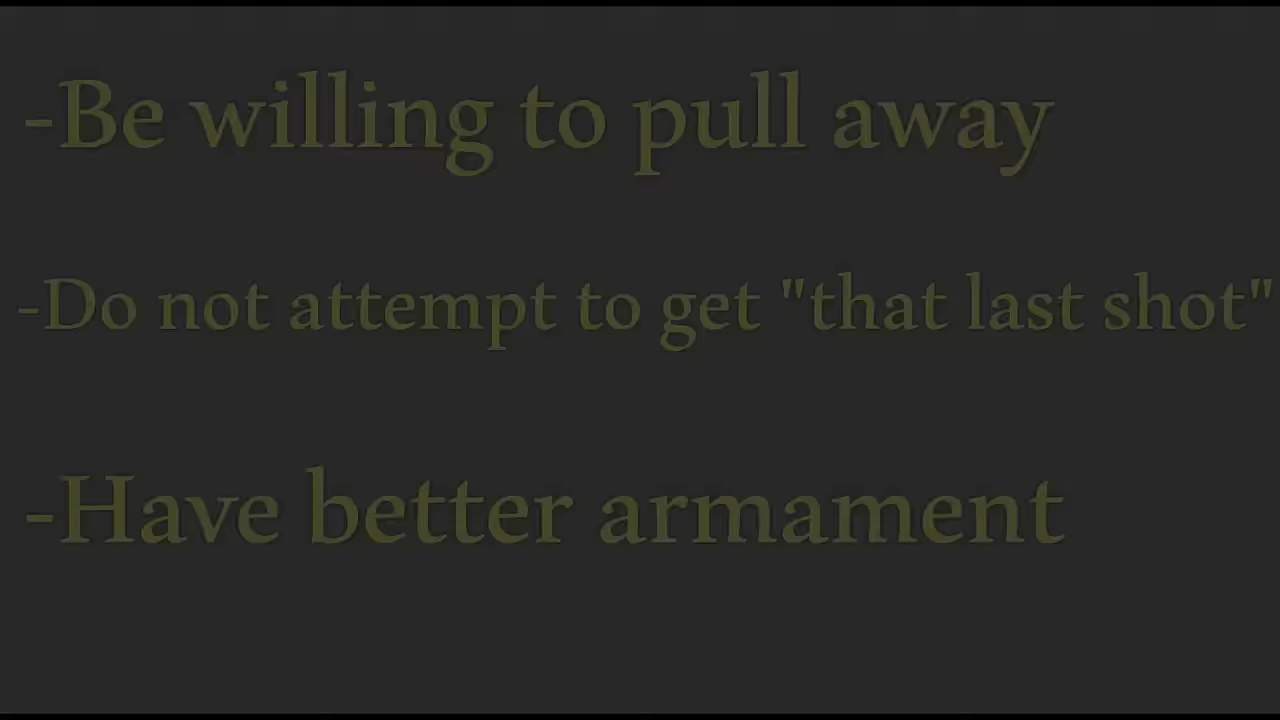 -Be willing to pull away
-Do not attempt to get "that last shot"
-Have better armament